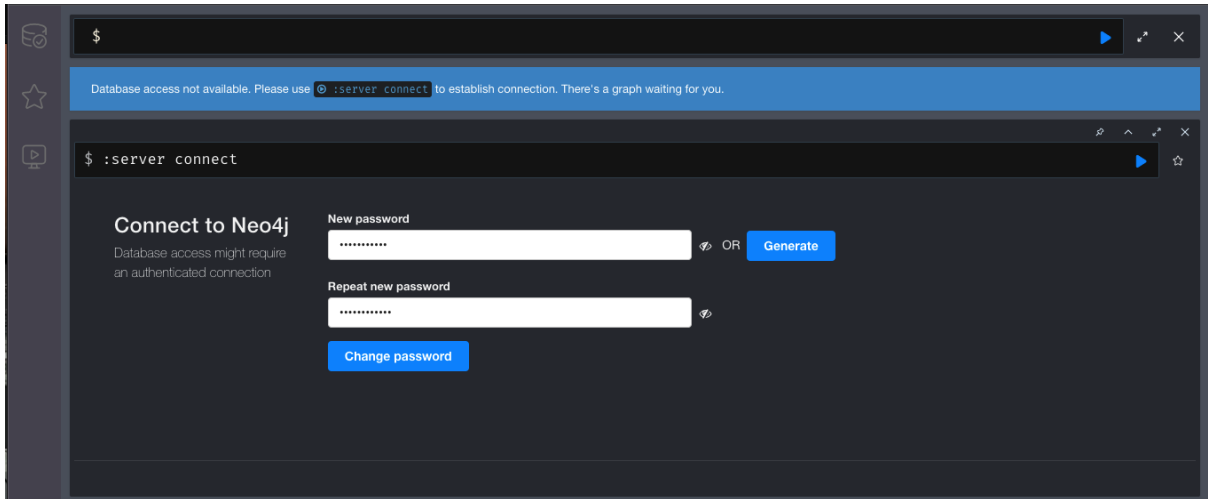 $
Database access not available. Please use :server connect to establish connection. There's a graph waiting for you.
$ :server connect
Connect to Neo4j
Database access might require
an authenticated connection
New password
•••••••••••
OR
Generate
Repeat new password
••••••••••••
Change password